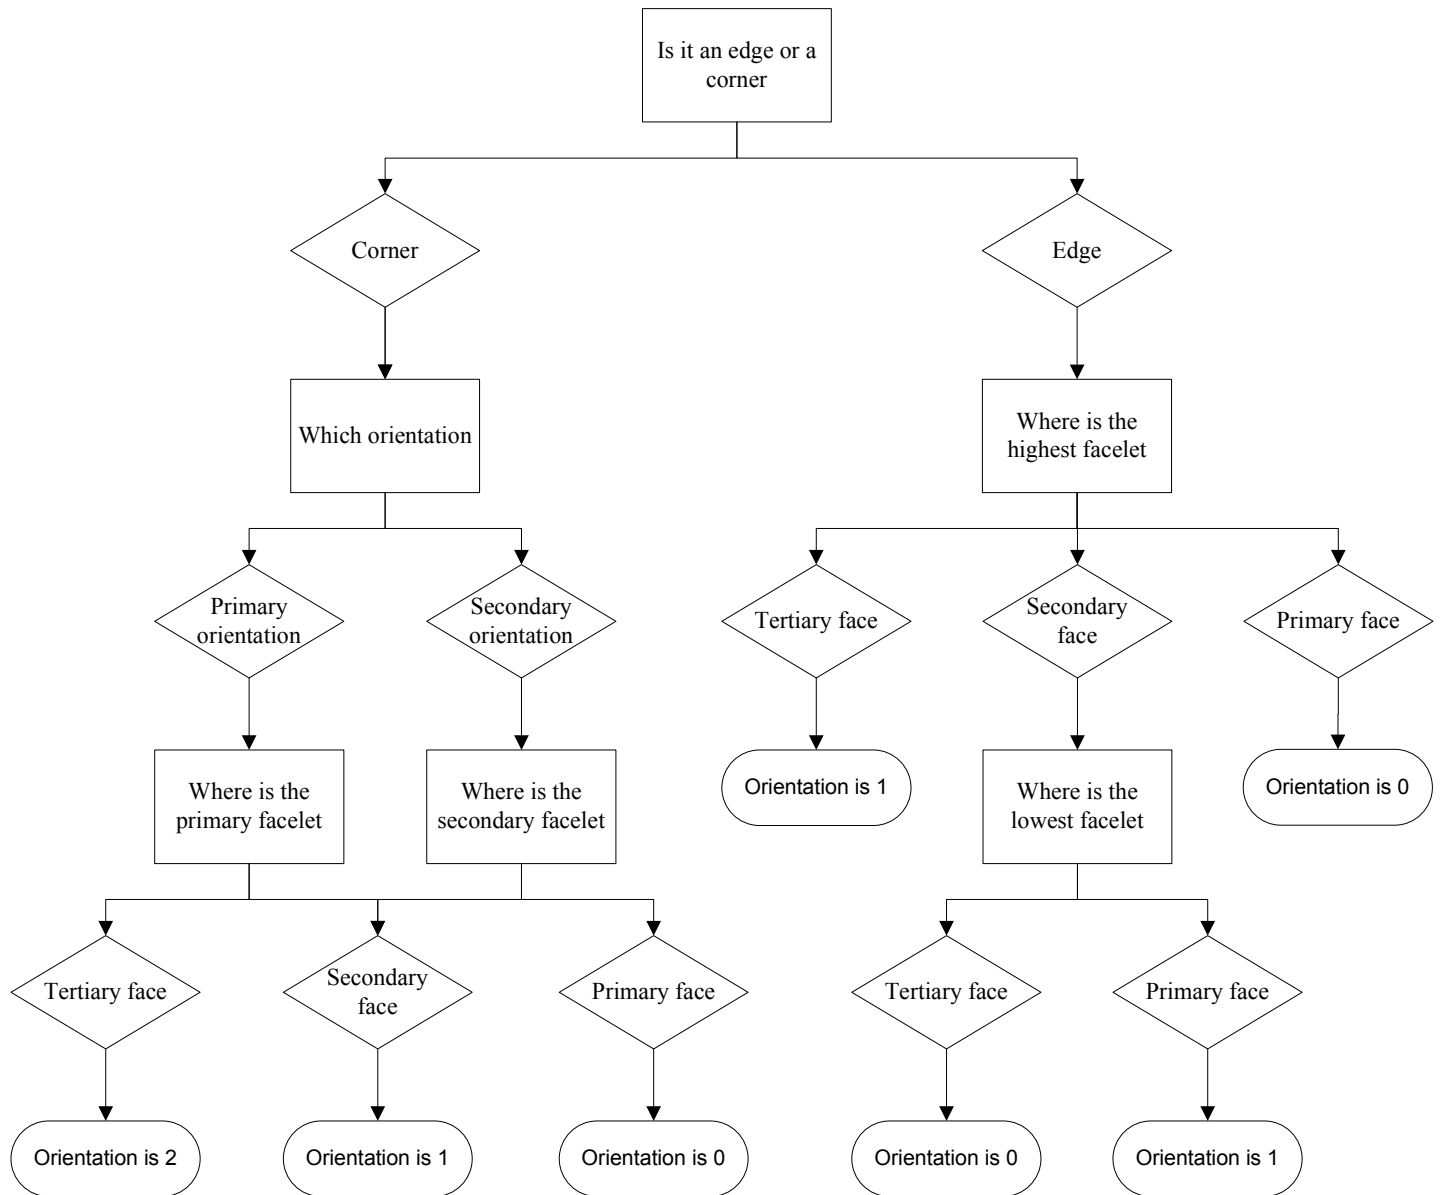 Is it an edge or a
corner
Corner
Edge
Which orientation
Where is the
highest facelet
Primary
orientation
Secondary
orientation
Tertiary face
Secondary
face
Primary face
Where is the
primary facelet
Where is the
secondary facelet
Orientation is 1
Where is the
lowest facelet
Orientation is 0
Tertiary face
Secondary
face
Primary face
Tertiary face
Primary face
Orientation is 2
Orientation is 1
Orientation is 0
Orientation is 0
Orientation is 1